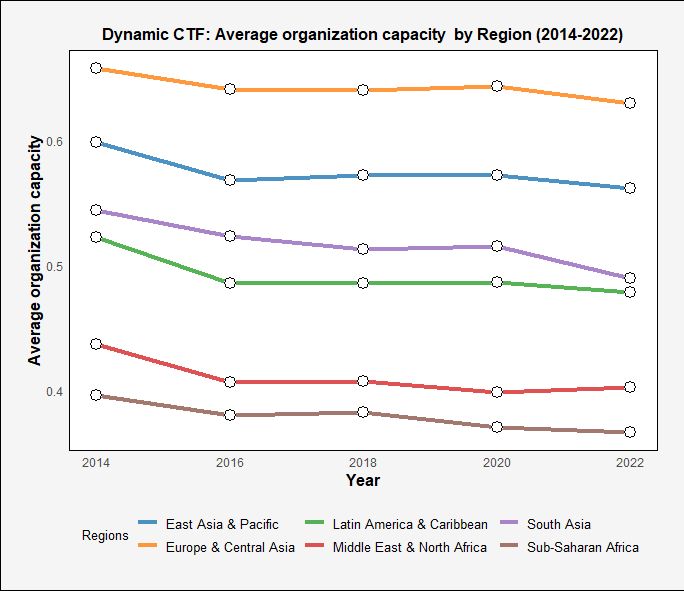 Dynamic CTF: Average organization capacity  by Region (2014-2022)
Average organization capacity
0.6
0.5
0.4
2014 2016 2018 2020 2022
Year
Regions
East Asia & Pacific Latin America & Caribbean South Asia
Europe & Central Asia Middle East & North Africa Sub-Saharan Africa